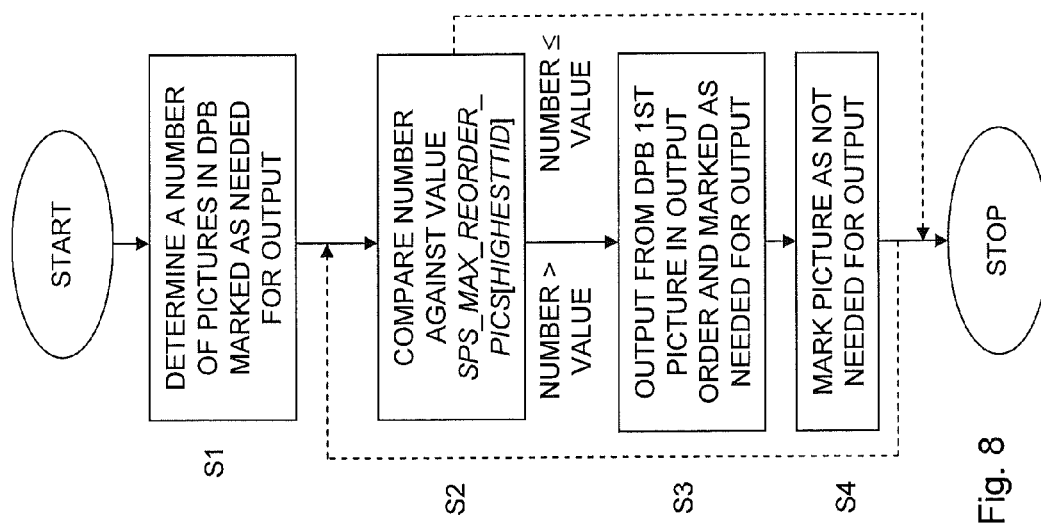 START
S1
DETERMINE A NUMBER
OF PICTURES IN DPB
MARKED AS NEEDED
FOR OUTPUT
S2
COMPARE NUMBER
AGAINST VALUE
SPS_MAX_REORDER_
PICS[HIGHESTTID]
NUMBER >
VALUE
NUMBER ≤
VALUE
S3
OUTPUT FROM DPB 1ST
PICTURE IN OUTPUT
ORDER AND MARKED AS
NEEDED FOR OUTPUT
S4
MARK PICTURE AS NOT
NEEDED FOR OUTPUT
STOP
Fig. 8